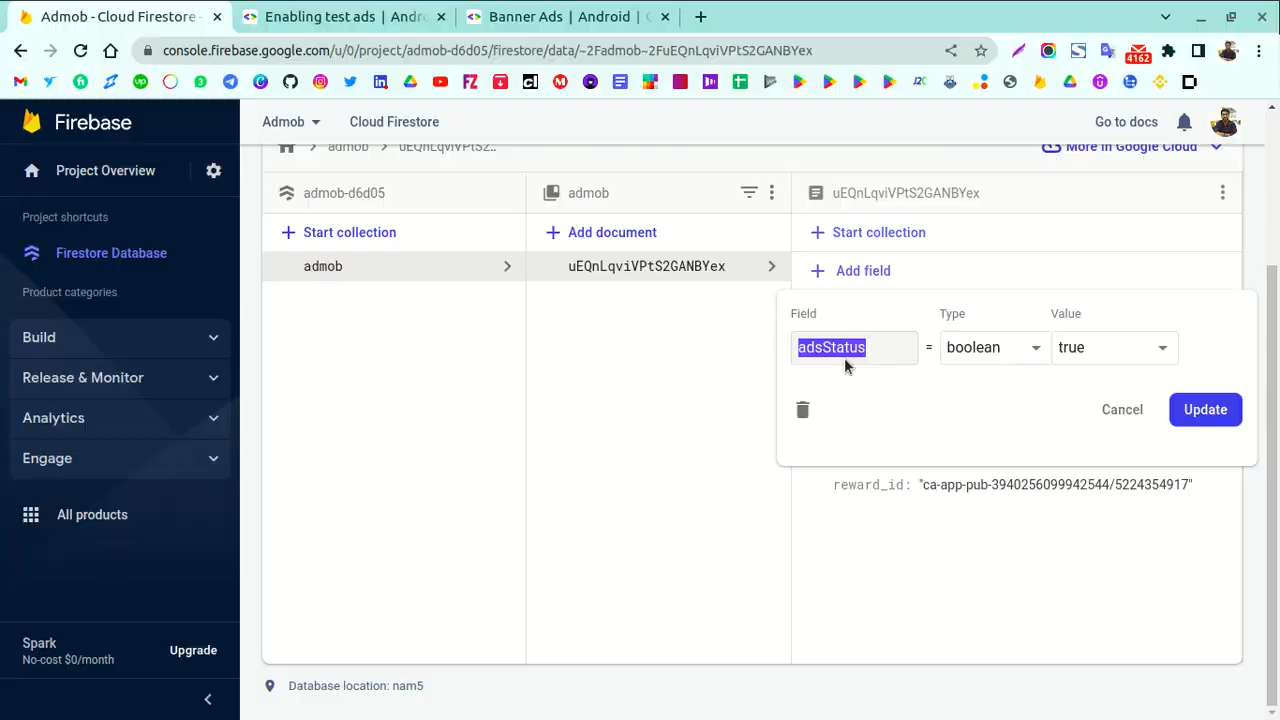 Admob - Cloud Firestore -
Enabling test ads | Andro
Banner Ads | Android | G
console.firebase.google.com/u/0/project/admob-d6d05/firestore/data/~2Fadmob~2FuEQnLqviVPtS2GANBYex
4162
Firebase
Admob
Cloud Firestore
Go to docs
Project Overview
admob
uEQnLqviVPtS2...
More in Google Cloud
Project shortcuts
Firestore Database
Product categories
Build
Release & Monitor
Analytics
Engage
All products
Spark
No-cost $0/month
Upgrade
admob-d6d05
admob
uEQnLqviVPtS2GANBYex
Start collection
Add document
Start collection
admob
uEQnLqviVPtS2GANBYex
Add field
Field
Type
Value
adsStatus
=
boolean
true
Cancel
Update
reward_id: "ca-app-pub-3940256099942544/5224354917"
Database location: nam5